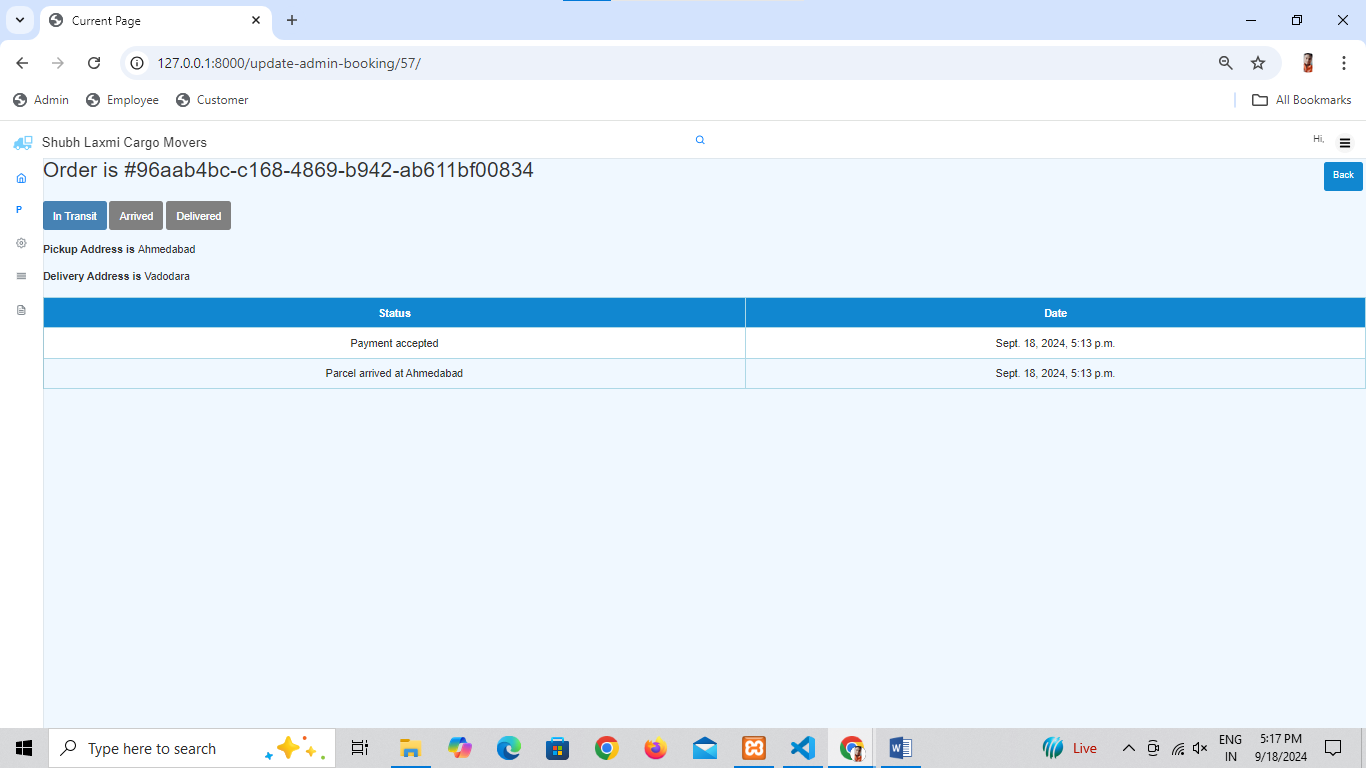 Current Page
127.0.0.1:8000/update-admin-booking/57/
Admin Employee Customer All Bookmarks
Shubh Laxmi Cargo Movers Hi,
Order is #96aab4bc-c168-4869-b942-ab611bf00834 Back
P
In Transit Arrived Delivered
Pickup Address is Ahmedabad
Delivery Address is Vadodara
Status Date
Payment accepted Sept. 18, 2024, 5:13 p.m.
Parcel arrived at Ahmedabad Sept. 18, 2024, 5:13 p.m.
Type here to search Live ENG 5:17 PM
IN 9/18/2024